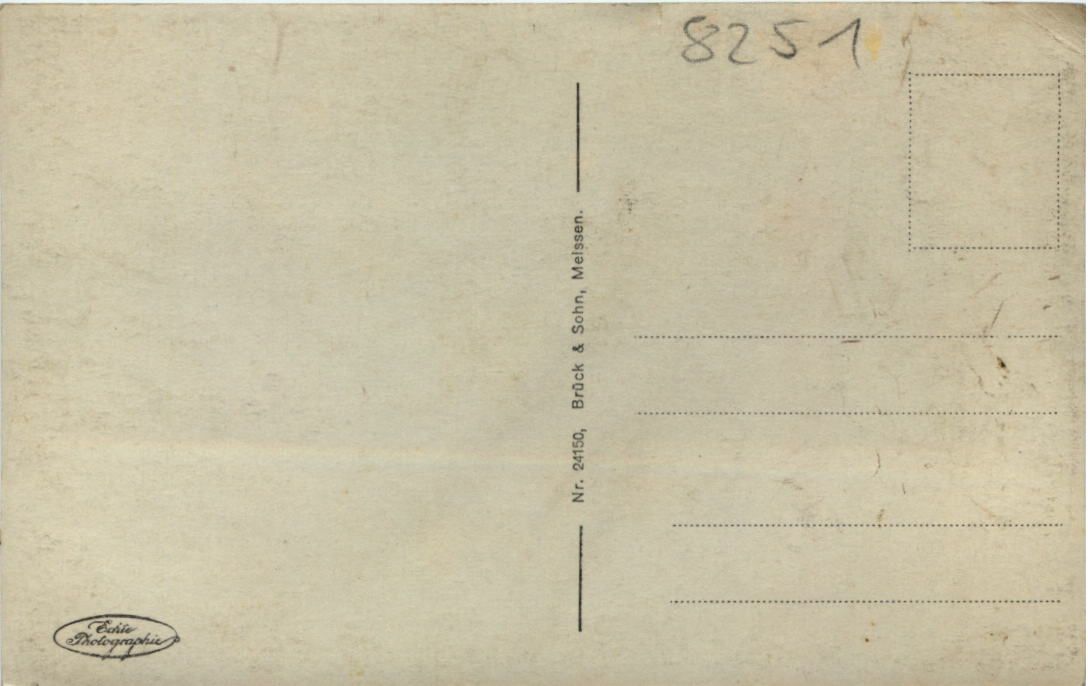 8251
Nr. 24150, Brück & Sohn, Meissen.
Echte
Photographie